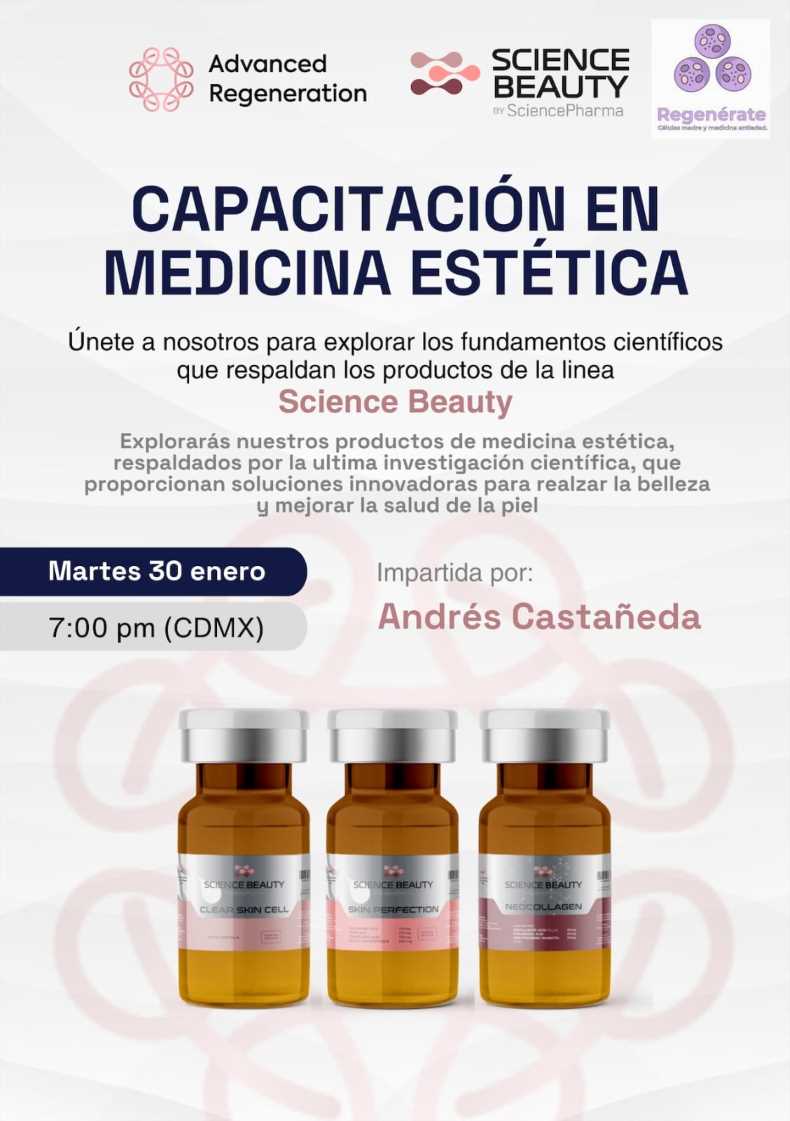 Advanced
Regeneration
SCIENCE
BEAUTY
BY SciencePharma
Regenérate
Células madre y medicina antiedad.
CAPACITACIÓN EN
MEDICINA ESTÉTICA
Únete a nosotros para explorar los fundamentos científicos
que respaldan los productos de la linea
Science Beauty
Explorarás nuestros productos de medicina estética,
respaldados por la ultima investigación científica, que
proporcionan soluciones innovadoras para realzar la belleza
y mejorar la salud de la piel
Martes 30 enero
7:00 pm (CDMX)
Impartida por:
Andrés Castañeda
SCIENCE BEAUTY
CLEAR SKIN CELL
SCIENCE BEAUTY
SKIN PERFECTION
SCIENCE BEAUTY
NEOCOLLAGEN